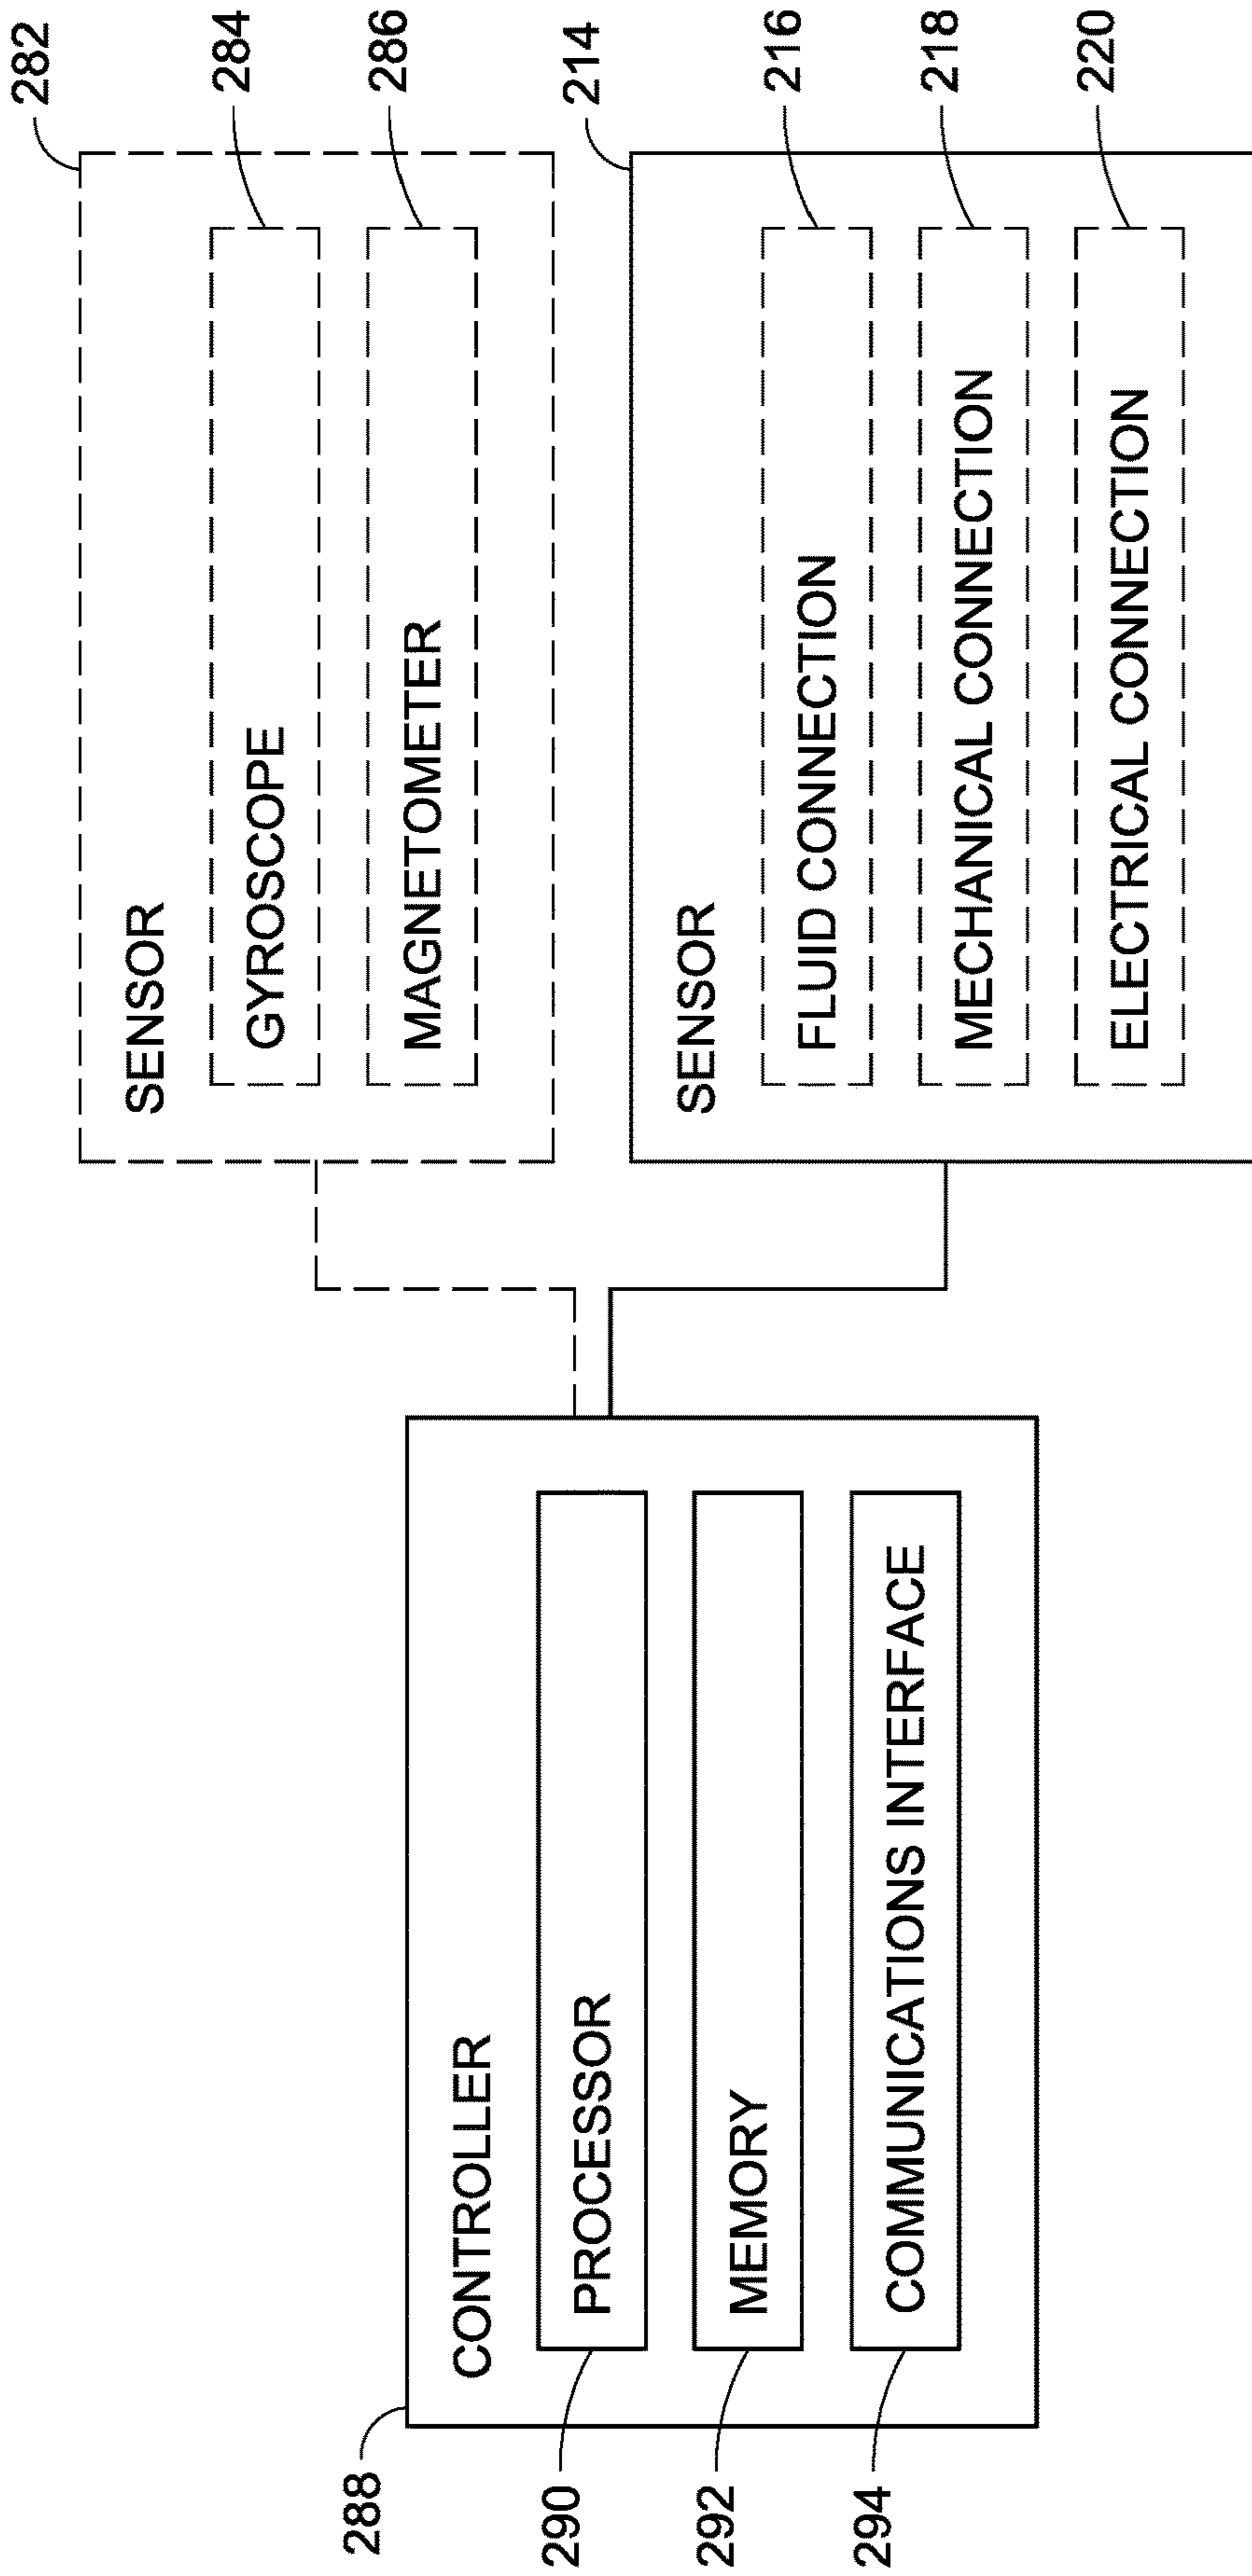 282
SENSOR
GYROSCOPE
284
MAGNETOMETER
286
288
CONTROLLER
PROCESSOR
290
MEMORY
292
COMMUNICATIONS INTERFACE
294
214
SENSOR
FLUID CONNECTION
216
MECHANICAL CONNECTION
218
ELECTRICAL CONNECTION
220